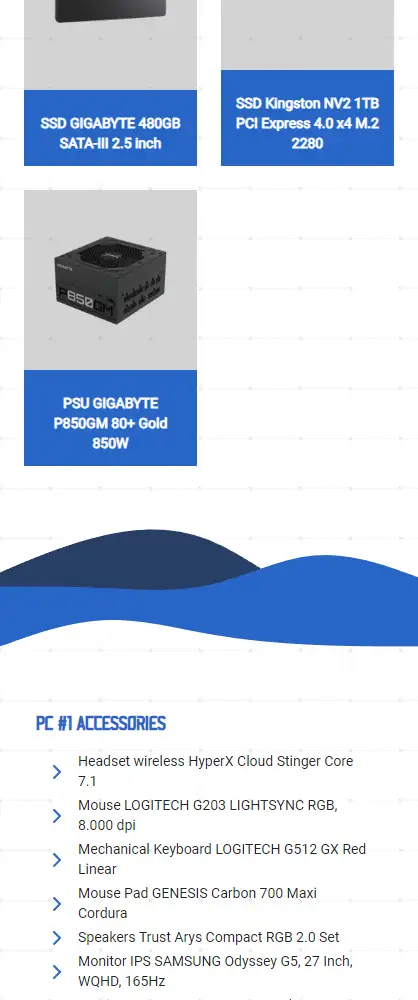 SSD GIGABYTE 480GB
SATA-III 2.5 inch
SSD Kingston NV2 1TB
PCI Express 4.0 x4 M.2
2280
P850GM
PSU GIGABYTE
P850GM 80+ Gold
850W
PC #1 ACCESSORIES
Headset wireless HyperX Cloud Stinger Core
7.1
Mouse LOGITECH G203 LIGHTSYNC RGB,
8.000 dpi
Mechanical Keyboard LOGITECH G512 GX Red
Linear
Mouse Pad GENESIS Carbon 700 Maxi
Cordura
Speakers Trust Arys Compact RGB 2.0 Set
Monitor IPS SAMSUNG Odyssey G5, 27 Inch,
WQHD, 165Hz